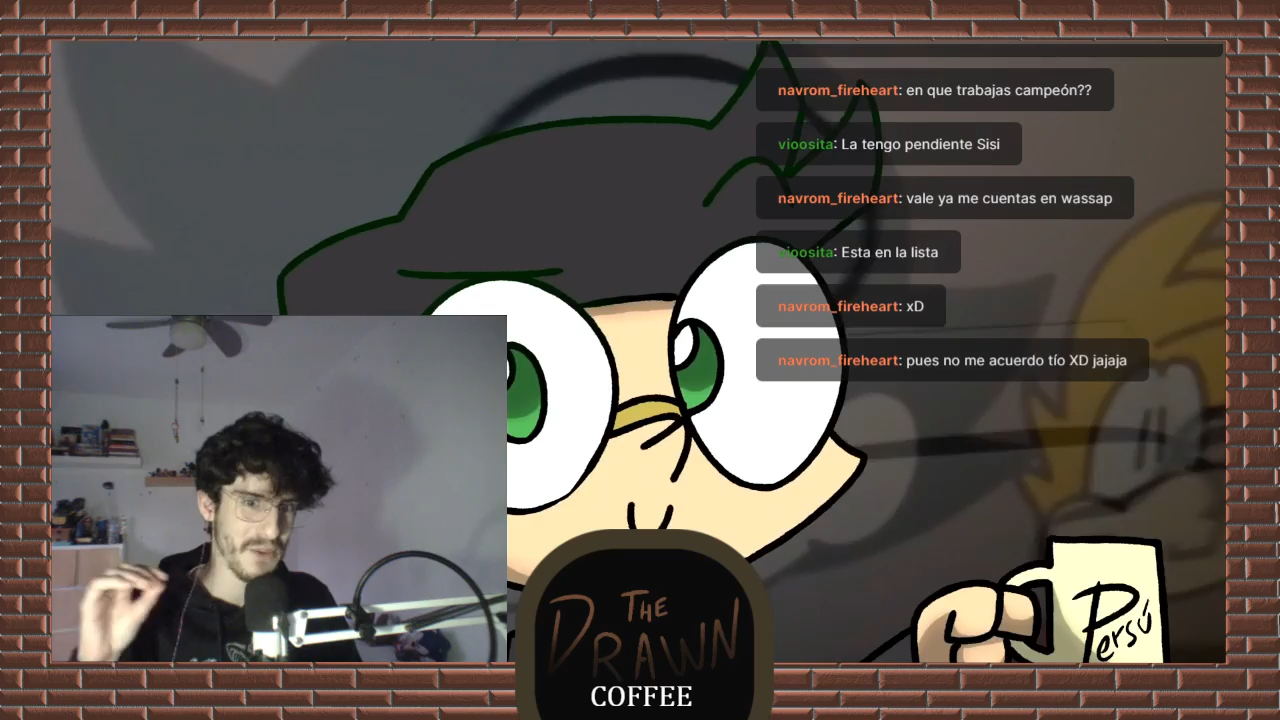 navrom_fireheart: en que trabajas campeón??
vioosita: La tengo pendiente Sisi
navrom_fireheart: vale ya me cuentas en wassap
vioosita: Esta en la lista
navrom_fireheart: xD
navrom_fireheart: pues no me acuerdo tío XD jajaja
Persú
THE
DRAWN
COFFEE